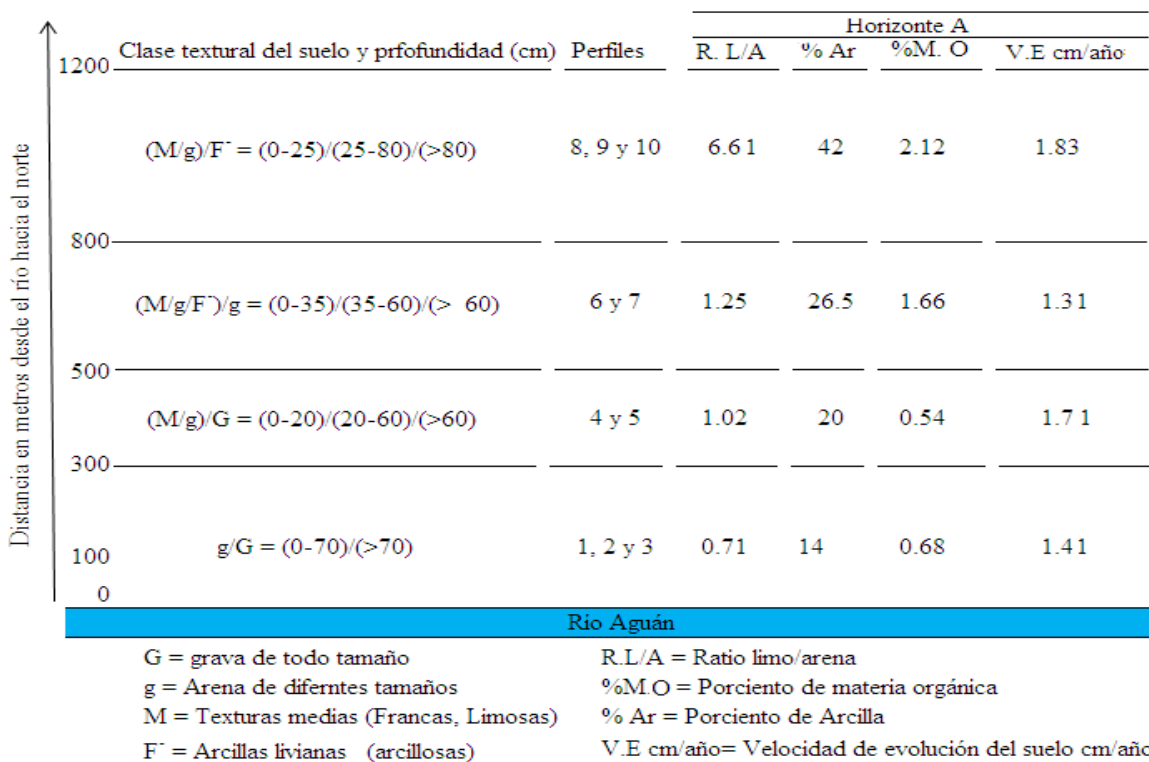 Horizonte A
Clase textural del suelo y prfofundidad (cm) Perfiles R. L/A % Ar %M. O V.E cm/año
1200
(M/g)/F⁻ = (0-25)/(25-80)/(>80) 8, 9 y 10 6.61 42 2.12 1.83
800
(M/g/F⁻)/g = (0-35)/(35-60)/(> 60) 6 y 7 1.25 26.5 1.66 1.31
500
(M/g)/G = (0-20)/(20-60)/(>60) 4 y 5 1.02 20 0.54 1.71
300
g/G = (0-70)/(>70) 1, 2 y 3 0.71 14 0.68 1.41
100
0
Distancia en metros desde el río hacia el norte
Río Aguán
G = grava de todo tamaño R.L/A = Ratio limo/arena
g = Arena de diferntes tamaños %M.O = Porciento de materia orgánica
M = Texturas medias (Francas, Limosas) % Ar = Porciento de Arcilla
F⁻ = Arcillas livianas (arcillosas) V.E cm/año= Velocidad de evolución del suelo cm/año